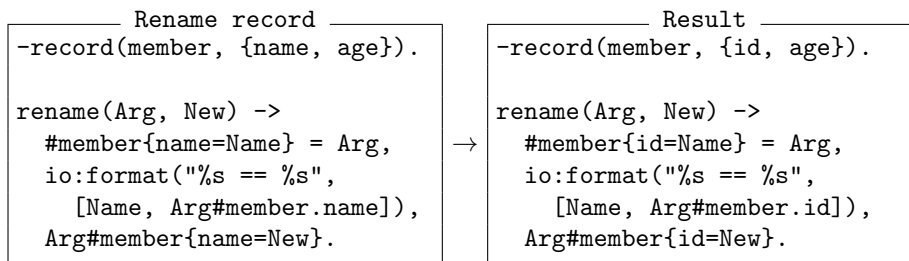 Rename record
-record(member, {name, age}).
rename(Arg, New) ->
#member{name=Name} = Arg,
io:format("%s == %s",
[Name, Arg#member.name]),
Arg#member{name=New}.
→
Result
-record(member, {id, age}).
rename(Arg, New) ->
#member{id=Name} = Arg,
io:format("%s == %s",
[Name, Arg#member.id]),
Arg#member{id=New}.